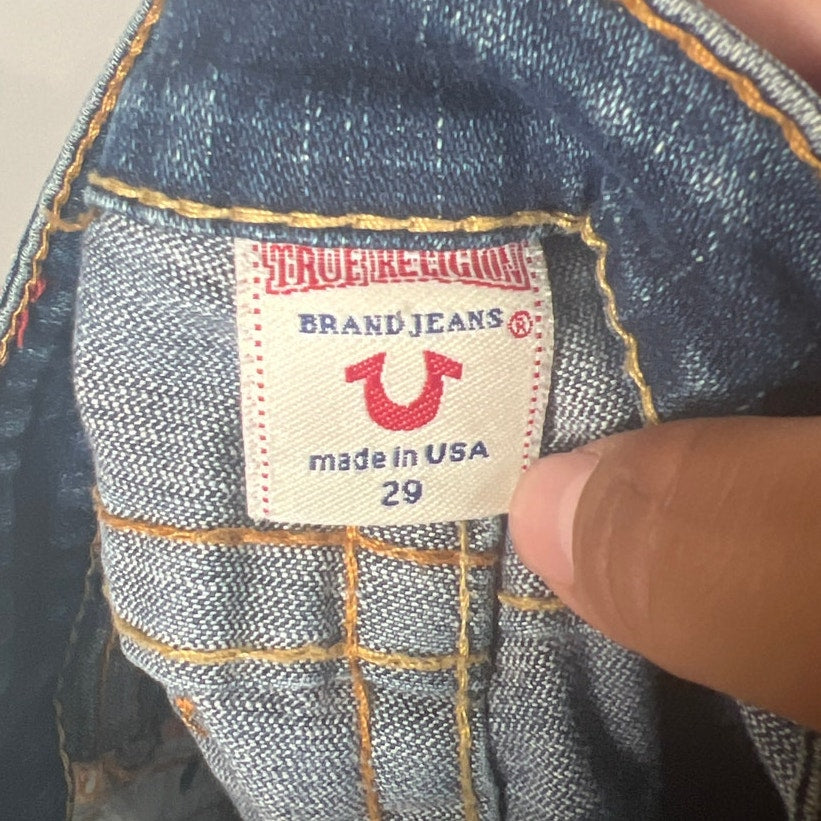 TRUE RELIGION
BRAND JEANS®
made in USA
29